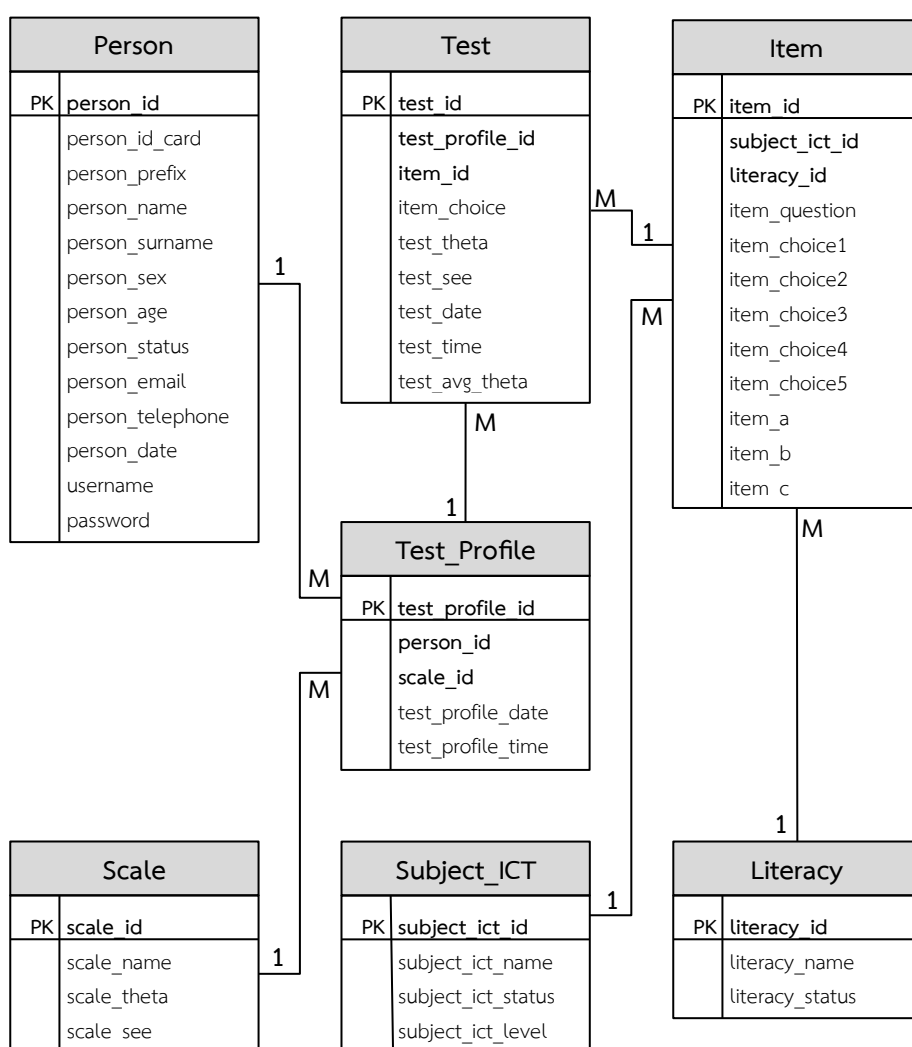 Person
PK person_id
person_id_card
person_prefix
person_name
person_surname
person_sex
person_age
person_status
person_email
person_telephone
person_date
username
password
Test
PK test_id
test_profile_id
item_id
item_choice
test_theta
test_see
test_date
test_time
test_avg_theta
Item
PK item_id
subject_ict_id
literacy_id
item_question
item_choice1
item_choice2
item_choice3
item_choice4
item_choice5
item_a
item_b
item_c
M
1
1
M
M
1
M
M
M
1
1
1
Test_Profile
PK test_profile_id
person_id
scale_id
test_profile_date
test_profile_time
Scale
PK scale_id
scale_name
scale_theta
scale_see
Subject_ICT
PK subject_ict_id
subject_ict_name
subject_ict_status
subject_ict_level
Literacy
PK literacy_id
literacy_name
literacy_status